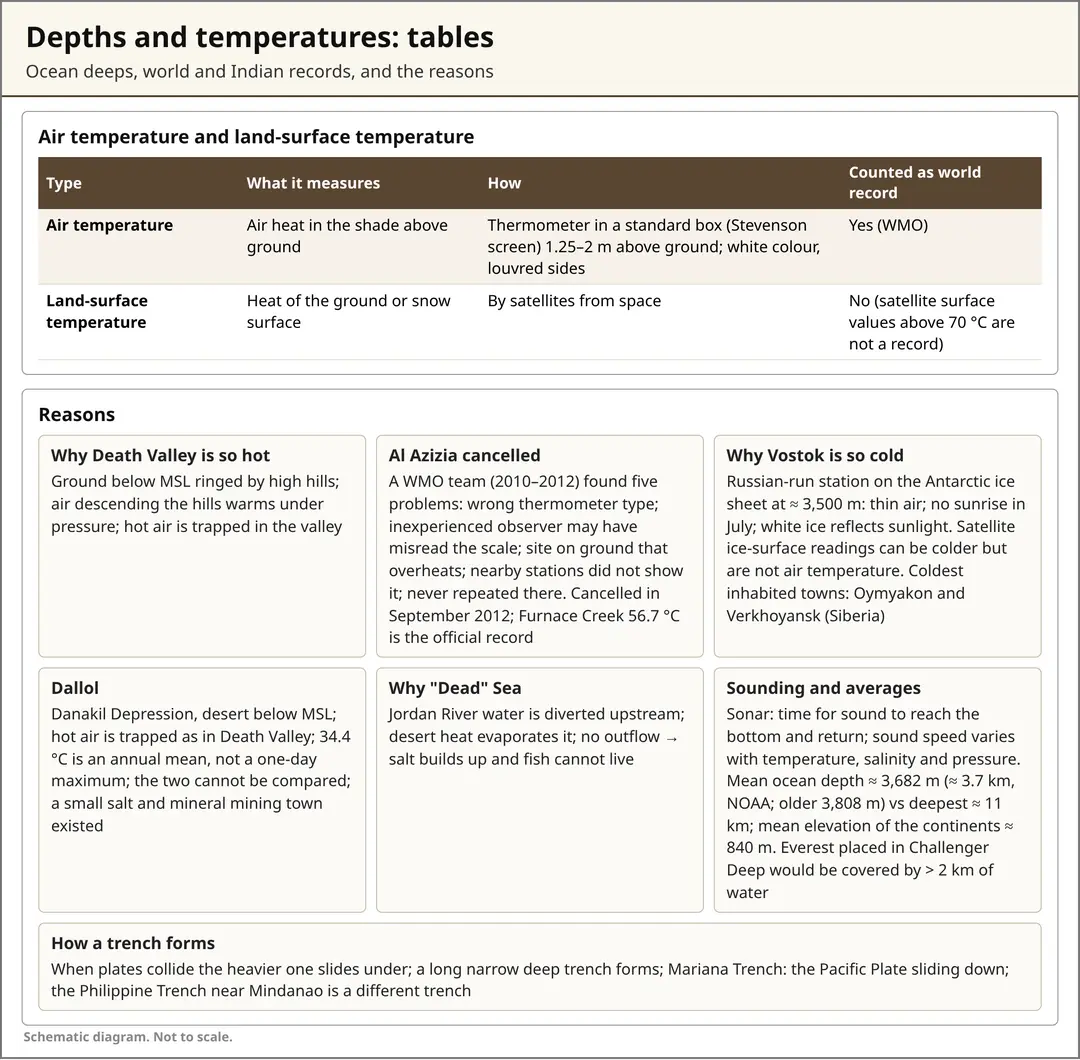 Depths and temperatures: tables
Ocean deeps, world and Indian records, and the reasons
Air temperature and land-surface temperature
Type
What it measures
How
Counted as world
record
Air temperature
Air heat in the shade above
ground
Thermometer in a standard box (Stevenson
screen) 1.25–2 m above ground; white colour,
louvred sides
Yes (WMO)
Land-surface
temperature
Heat of the ground or snow
surface
By satellites from space
No (satellite surface
values above 70 °C are
not a record)
Reasons
Why Death Valley is so hot
Ground below MSL ringed by high hills;
air descending the hills warms under
pressure; hot air is trapped in the valley
Al Azizia cancelled
A WMO team (2010–2012) found five
problems: wrong thermometer type;
inexperienced observer may have
misread the scale; site on ground that
overheats; nearby stations did not show
it; never repeated there. Cancelled in
September 2012; Furnace Creek 56.7 °C
is the official record
Why Vostok is so cold
Russian-run station on the Antarctic ice
sheet at ≈ 3,500 m: thin air; no sunrise in
July; white ice reflects sunlight. Satellite
ice-surface readings can be colder but
are not air temperature. Coldest
inhabited towns: Oymyakon and
Verkhoyansk (Siberia)
Dallol
Danakil Depression, desert below MSL;
hot air is trapped as in Death Valley; 34.4
°C is an annual mean, not a one-day
maximum; the two cannot be compared;
a small salt and mineral mining town
existed
Why "Dead" Sea
Jordan River water is diverted upstream;
desert heat evaporates it; no outflow →
salt builds up and fish cannot live
Sounding and averages
Sonar: time for sound to reach the
bottom and return; sound speed varies
with temperature, salinity and pressure.
Mean ocean depth ≈ 3,682 m (≈ 3.7 km,
NOAA; older 3,808 m) vs deepest ≈ 11
km; mean elevation of the continents ≈
840 m. Everest placed in Challenger
Deep would be covered by > 2 km of
water
How a trench forms
When plates collide the heavier one slides under; a long narrow deep trench forms; Mariana Trench: the Pacific Plate sliding down;
the Philippine Trench near Mindanao is a different trench
Schematic diagram. Not to scale.